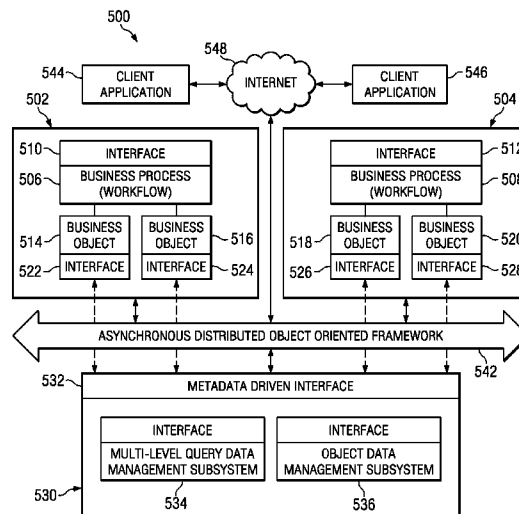 500
548
544
CLIENT APPLICATION
INTERNET
CLIENT APPLICATION
546
502
504
510
INTERFACE
506
BUSINESS PROCESS (WORKFLOW)
INTERFACE
512
BUSINESS PROCESS (WORKFLOW)
508
514
BUSINESS OBJECT
BUSINESS OBJECT
516
518
BUSINESS OBJECT
BUSINESS OBJECT
520
522
INTERFACE
INTERFACE
524
526
INTERFACE
INTERFACE
528
ASYNCHRONOUS DISTRIBUTED OBJECT ORIENTED FRAMEWORK
542
532
METADATA DRIVEN INTERFACE
INTERFACE
MULTI-LEVEL QUERY DATA MANAGEMENT SUBSYSTEM
INTERFACE
OBJECT DATA MANAGEMENT SUBSYSTEM
530
534
536